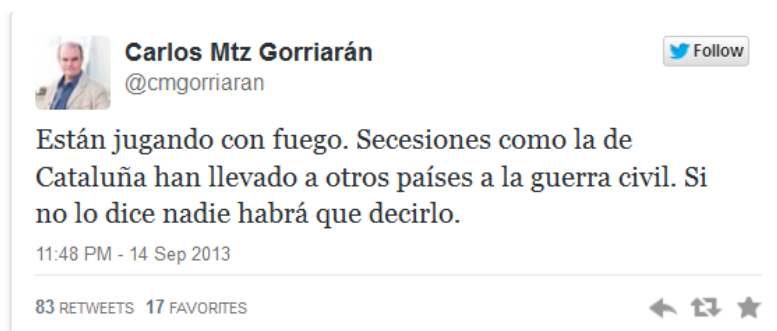 Carlos Mtz Gorriarán
Follow
@cmgorriaran
Están jugando con fuego. Secesiones como la de
Cataluña han llevado a otros países a la guerra civil. Si
no lo dice nadie habrá que decirlo.
11:48 PM - 14 Sep 2013
83 RETWEETS 17 FAVORITES